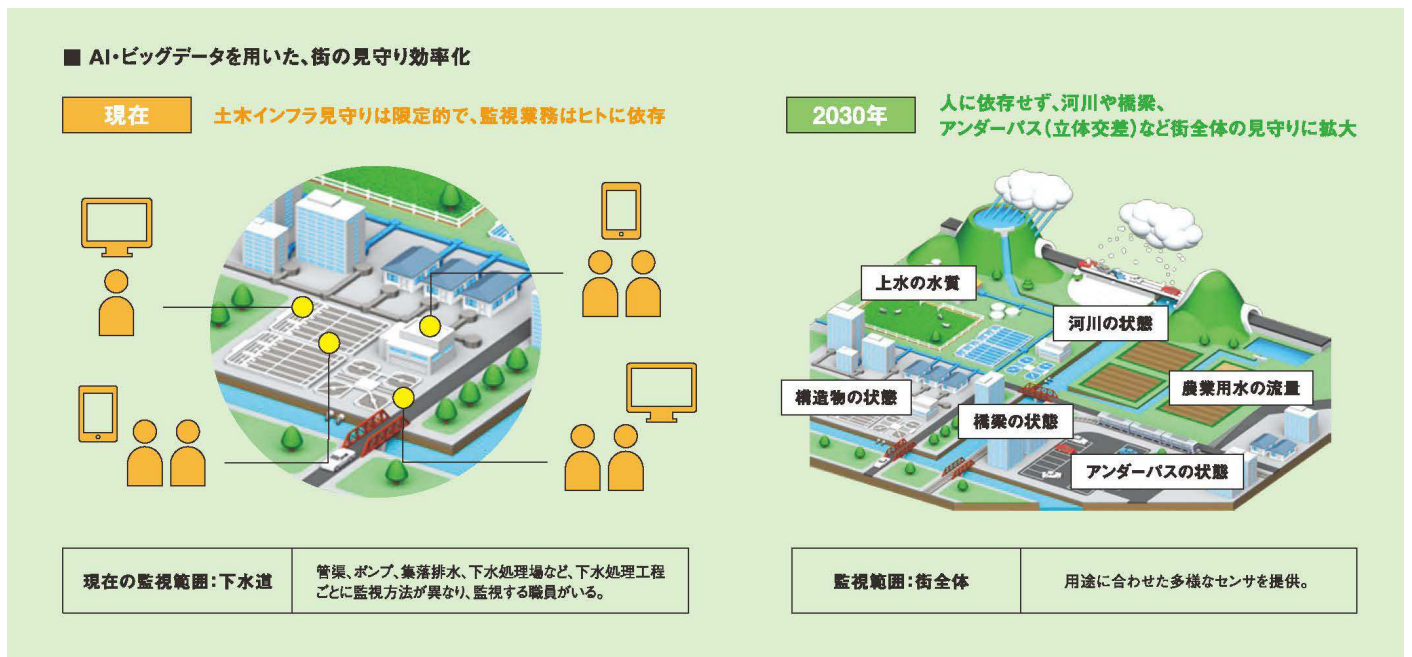 ■ AI・ビッグデータを用いた、街の見守り効率化
現在
土木インフラ見守りは限定的で、監視業務はヒトに依存
現在の監視範囲：下水道
管渠、ポンプ、集落排水、下水処理場など、下水処理工程
ごとに監視方法が異なり、監視する職員がいる。
2030年
人に依存せず、河川や橋梁、
アンダーパス（立体交差）など街全体の見守りに拡大
上水の水質
河川の状態
構造物の状態
農業用水の流量
橋梁の状態
アンダーパスの状態
監視範囲：街全体
用途に合わせた多様なセンサを提供。